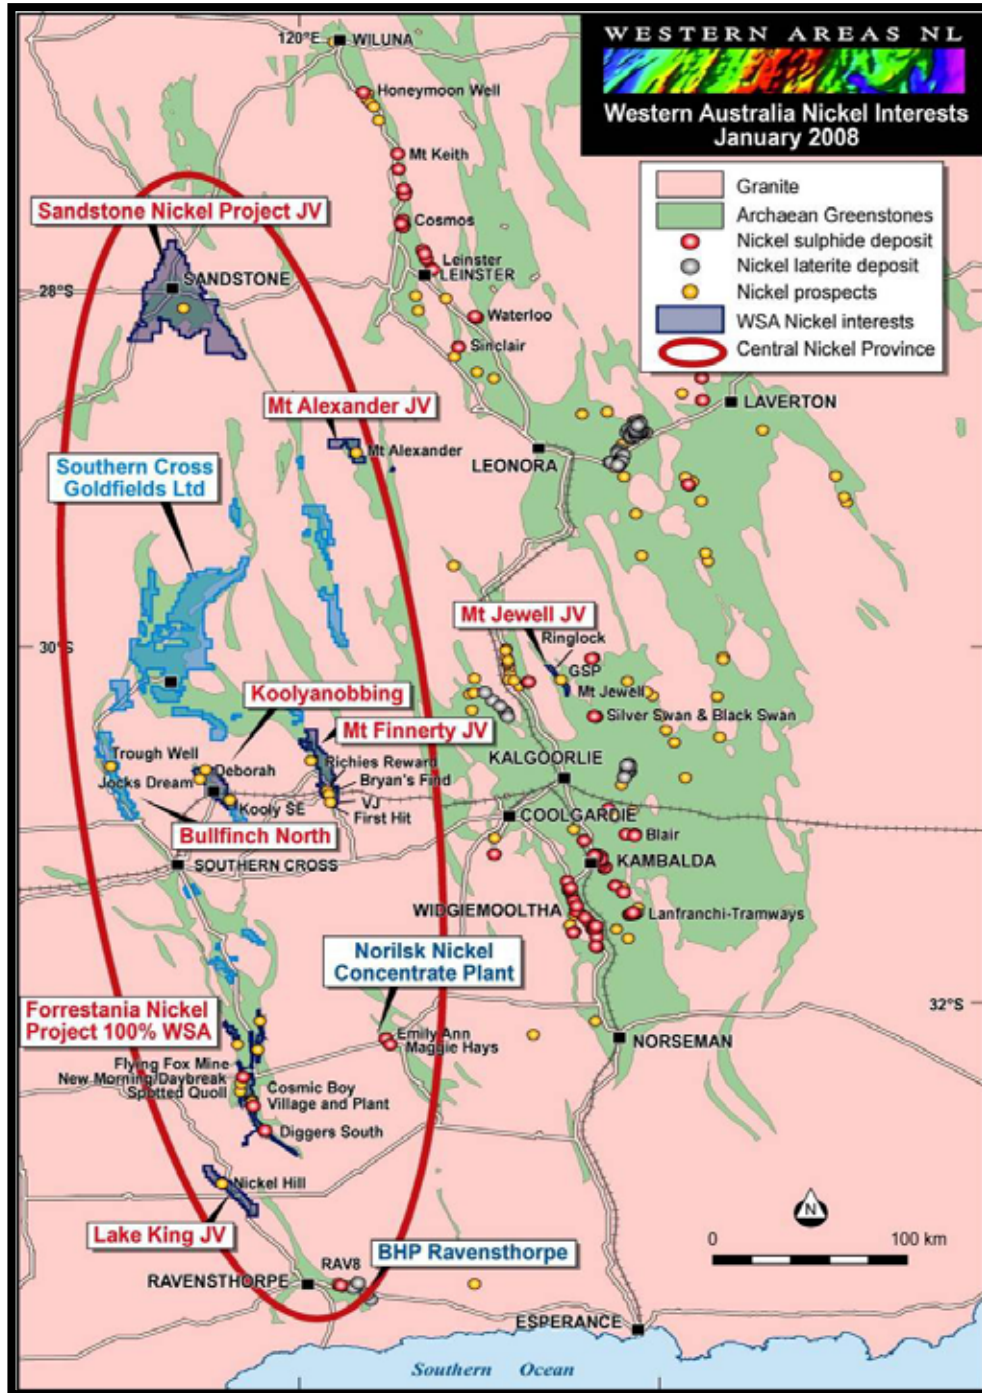 WESTERN AREAS NL
Western Australia Nickel Interests
January 2008
Granite
Archaean Greenstones
Nickel sulphide deposit
Nickel laterite deposit
Nickel prospects
WSA Nickel interests
Central Nickel Province
120°E
WILUNA
Honeymoon Well
Mt Keith
Sandstone Nickel Project JV
Cosmos
Leinster
LEINSTER
SANDSTONE
28°S
Waterloo
Sinclair
Mt Alexander JV
LAVERTON
Mt Alexander
LEONORA
Southern Cross
Goldfields Ltd
Mt Jewell JV
Ringlock
30°S
GSP
Mt Jewell
Koolyanobbing
Silver Swan & Black Swan
Mt Finnerty JV
Trough Well
Richies Reward
KALGOORLIE
Deborah
Jocks Dream
Bryan's Find
VJ
Kooly SE
First Hit
COOLGARDIE
Bullfinch North
Blair
SOUTHERN CROSS
KAMBALDA
WIDGIEMOOLTHA
Lanfranchi-Tramways
Norilsk Nickel
Concentrate Plant
Forrestania Nickel
Project 100% WSA
32°S
Emily Ann
Maggie Hays
NORSEMAN
Flying Fox Mine
New Morning/Daybreak
Spotted Quoll
Cosmic Boy
Village and Plant
Diggers South
Nickel Hill
N
Lake King JV
0
100 km
BHP Ravensthorpe
RAV8
RAVENSTHORPE
ESPERANCE
Southern Ocean